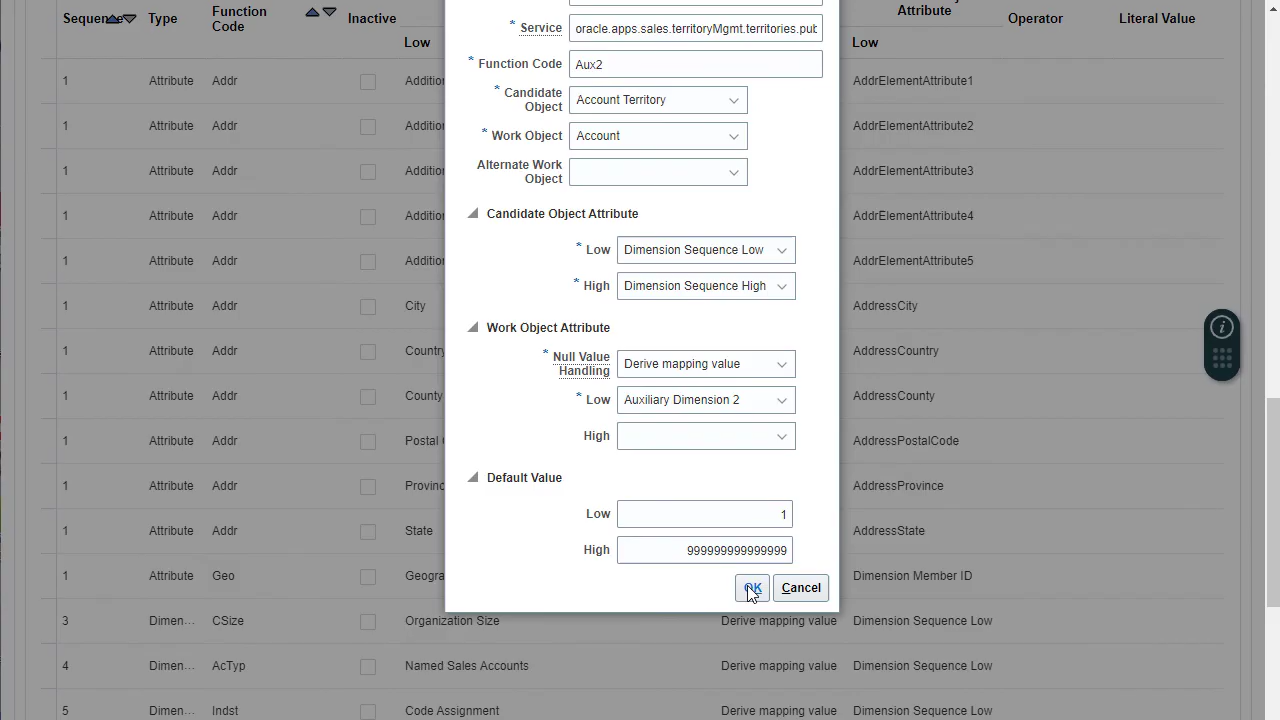 Sequence Type Function Code Inactive Low Attribute Low Operator Literal Value
* Service oracle.apps.sales.territoryMgmt.territories.put
* Function Code Aux2
* Candidate Object Account Territory
* Work Object Account
Alternate Work Object
Candidate Object Attribute
* Low Dimension Sequence Low
* High Dimension Sequence High
Work Object Attribute
* Null Value Handling Derive mapping value
* Low Auxiliary Dimension 2
High
Default Value
Low 1
High 999999999999999
OK Cancel
1 Attribute Addr AddrElementAttribute1
1 Attribute Addr AddrElementAttribute2
1 Attribute Addr AddrElementAttribute3
1 Attribute Addr AddrElementAttribute4
1 Attribute Addr AddrElementAttribute5
1 Attribute Addr City AddressCity
1 Attribute Addr Country AddressCountry
1 Attribute Addr County AddressCounty
1 Attribute Addr Postal AddressPostalCode
1 Attribute Addr AddressProvince
1 Attribute Addr State AddressState
1 Attribute Geo Dimension Member ID
3 Dimen... CSize Organization Size Derive mapping value Dimension Sequence Low
4 Dimen... AcTyp Named Sales Accounts Derive mapping value Dimension Sequence Low
5 Dimen... Indst Code Assignment Derive mapping value Dimension Sequence Low